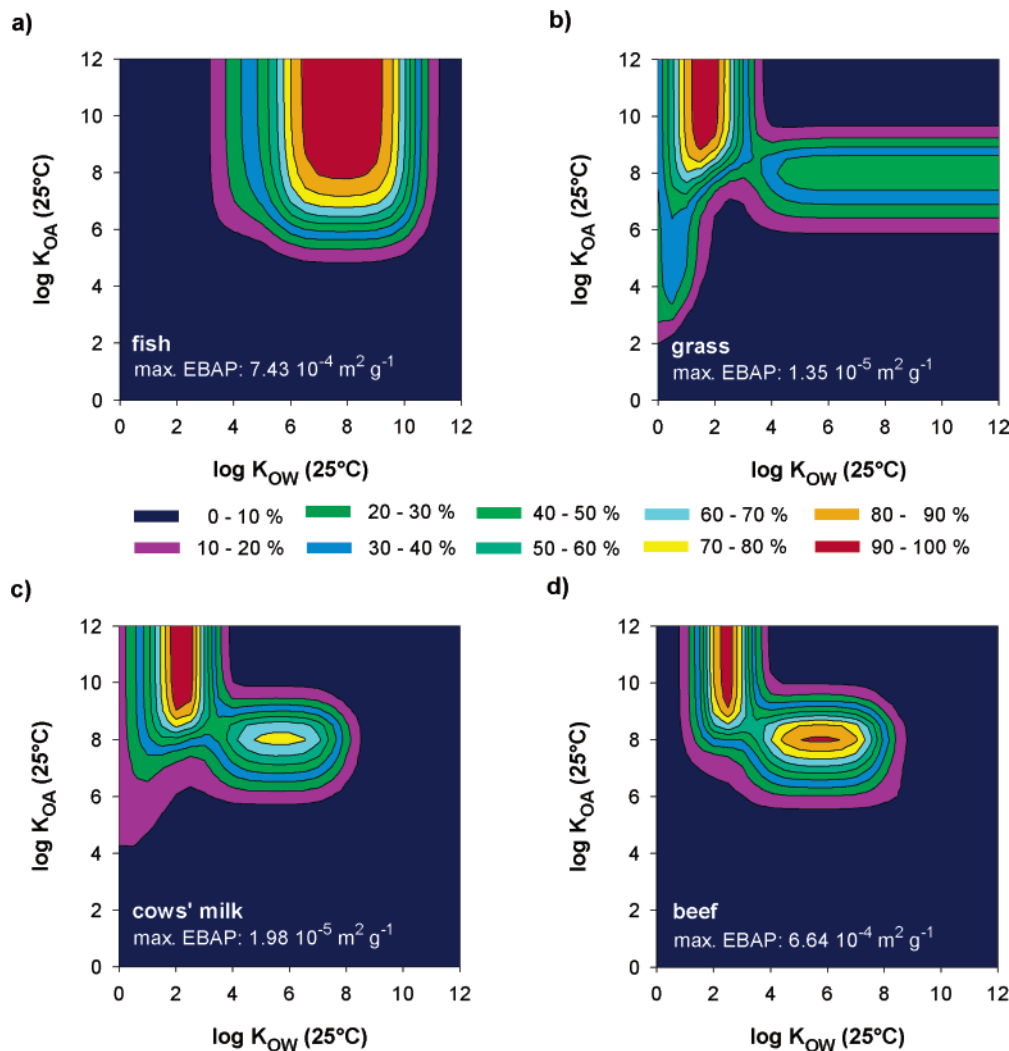 a)
b)
12
10
8
6
4
2
0
log K_OA (25°C)
fish
max. EBAP: 7.43 10^-4 m^2 g^-1
0 2 4 6 8 10 12
log K_OW (25°C)
12
10
8
6
4
2
0
log K_OA (25°C)
grass
max. EBAP: 1.35 10^-5 m^2 g^-1
0 2 4 6 8 10 12
log K_OW (25°C)
0 - 10 % 20 - 30 % 40 - 50 % 60 - 70 % 80 - 90 %
10 - 20 % 30 - 40 % 50 - 60 % 70 - 80 % 90 - 100 %
c)
d)
12
10
8
6
4
2
0
log K_OA (25°C)
cows' milk
max. EBAP: 1.98 10^-5 m^2 g^-1
0 2 4 6 8 10 12
log K_OW (25°C)
12
10
8
6
4
2
0
log K_OA (25°C)
beef
max. EBAP: 6.64 10^-4 m^2 g^-1
0 2 4 6 8 10 12
log K_OW (25°C)